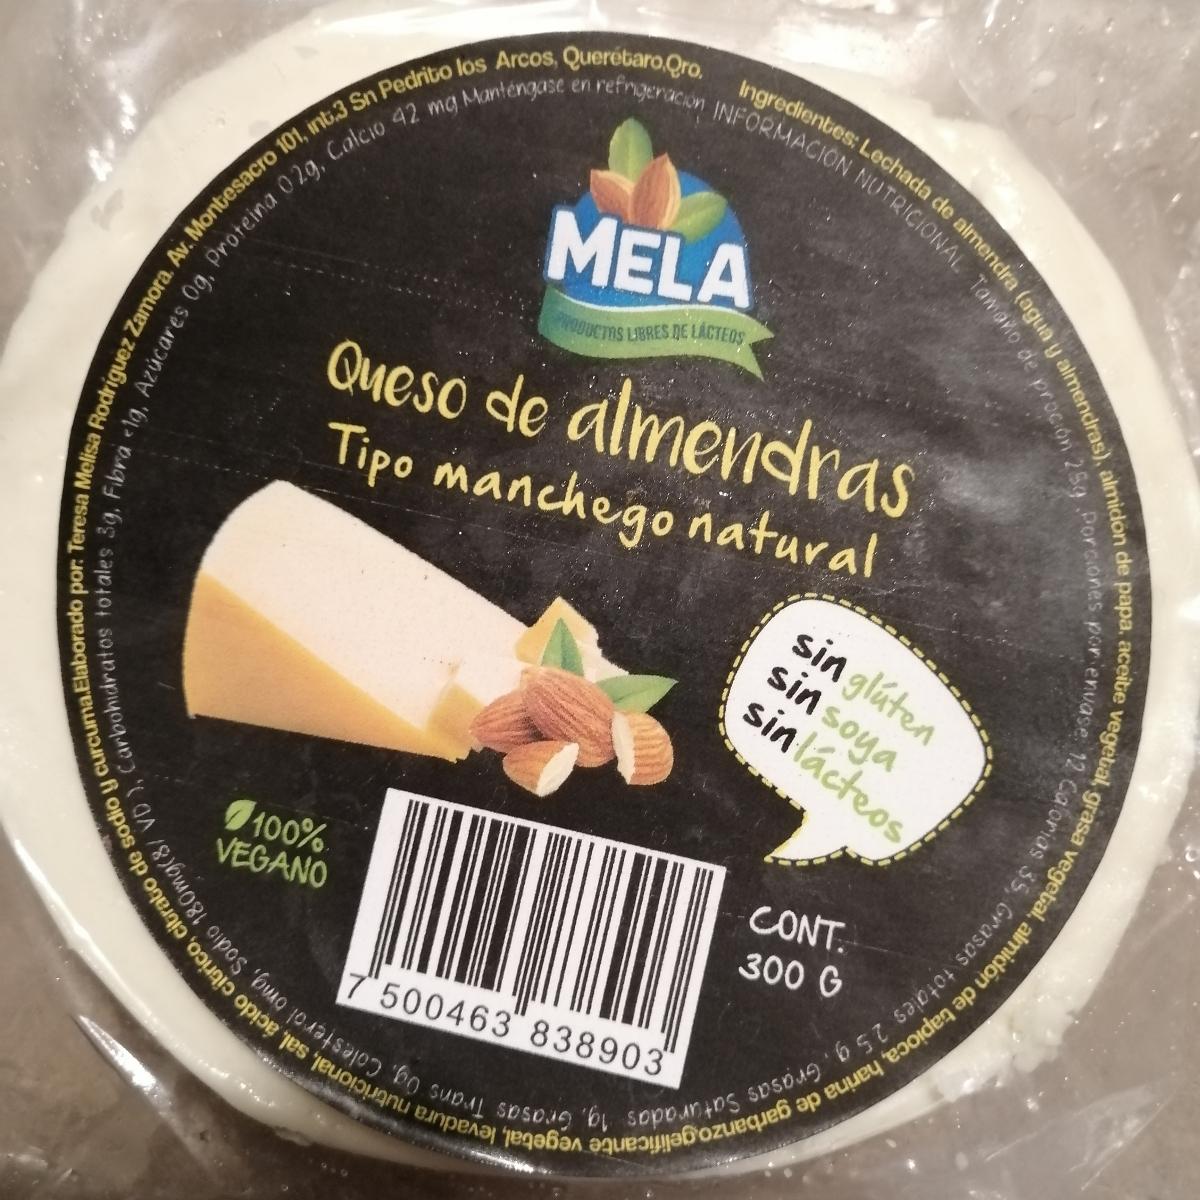 MELA
PRODUCTOS LIBRES DE LÁCTEOS
Queso de almendras
Tipo manchego natural
sin glúten
sin soya
sin lácteos
100%
VEGANO
CONT.
300 G
7 500463 838903
Ingredientes: Lechada de almendra (agua y almendras), almidón de papa, aceite vegetal, grasa vegetal, almidón de tapioca, harina de garbanzo,gelificante vegetal, levadura nutricional, sal, ácido cítrico, citrato de sodio y curcuma.Elaborado por: Teresa Melisa Rodríguez Zamora. Av. Montesacro 101, int.3 Sn Pedrito los Arcos, Querétaro,Qro.
INFORMACION NUTRICIONAL Tamaño de porción 25g, Porciones por envase 12 Calorías 35, Grasas totales 2.5 g, Grasas Saturadas 1g, Grasas Trans 0g, Colesterol 0mg, Sodio 180mg(8/ VD), Carbohidratos totales 3g, Fibra <1g, Azúcares 0g, Proteína 0.2g, Calcio 42 mg Manténgase en refrigeración